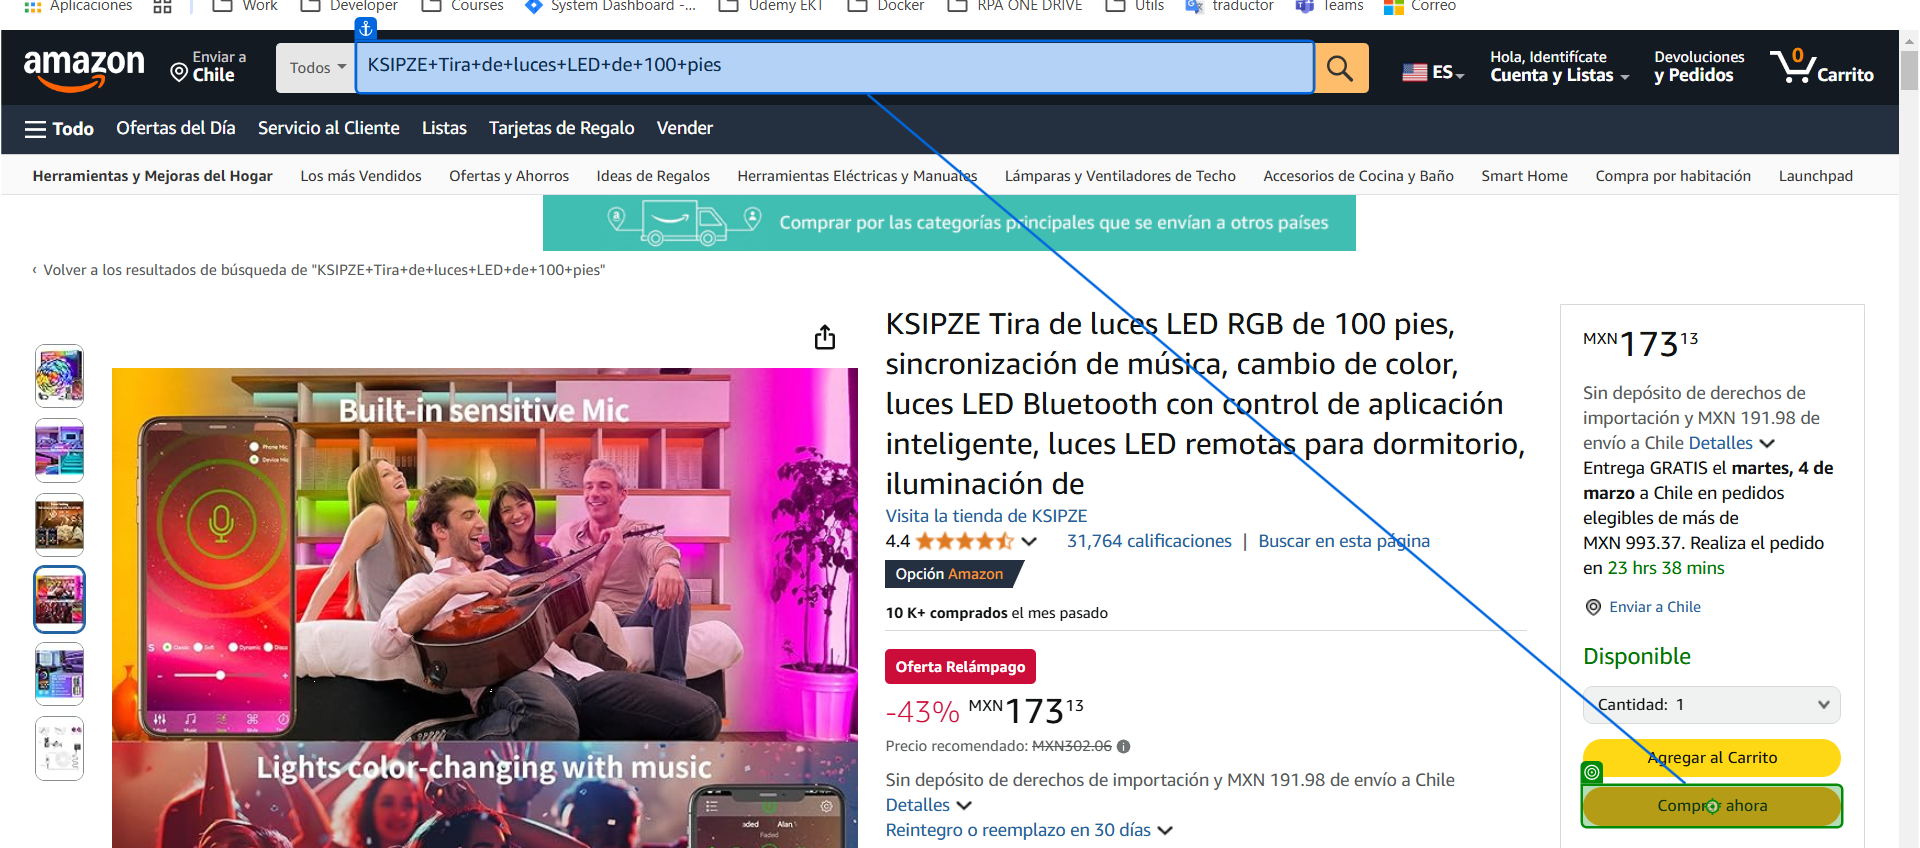 Aplicaciones
Work
Developer
Courses
System Dashboard -...
Udemy EKT
Docker
RPA ONE DRIVE
Utils
traductor
Teams
Correo
amazon
Enviar a
Chile
Todos
KSIPZE+Tira+de+luces+LED+de+100+pies
ES
Hola, Identifícate
Cuenta y Listas
Devoluciones
y Pedidos
0
Carrito
Todo
Ofertas del Día
Servicio al Cliente
Listas
Tarjetas de Regalo
Vender
Herramientas y Mejoras del Hogar
Los más Vendidos
Ofertas y Ahorros
Ideas de Regalos
Herramientas Eléctricas y Manuales
Lámparas y Ventiladores de Techo
Accesorios de Cocina y Baño
Smart Home
Compra por habitación
Launchpad
Comprar por las categorías principales que se envían a otros países
‹ Volver a los resultados de búsqueda de "KSIPZE+Tira+de+luces+LED+de+100+pies"
Built-in sensitive Mic
Phone Mic
Device Mic
S
Classic
Soft
Dynamic
Disco
Lights color-changing with music
KSIPZE Tira de luces LED RGB de 100 pies,
sincronización de música, cambio de color,
luces LED Bluetooth con control de aplicación
inteligente, luces LED remotas para dormitorio,
iluminación de
Visita la tienda de KSIPZE
4.4
31,764 calificaciones | Buscar en esta página
Opción Amazon
10 K+ comprados el mes pasado
Oferta Relámpago
-43% MXN 173 13
Precio recomendado: MXN302.06
Sin depósito de derechos de importación y MXN 191.98 de envío a Chile
Detalles
Reintegro o reemplazo en 30 días
MXN 173 13
Sin depósito de derechos de
importación y MXN 191.98 de
envío a Chile Detalles
Entrega GRATIS el martes, 4 de
marzo a Chile en pedidos
elegibles de más de
MXN 993.37. Realiza el pedido
en 23 hrs 38 mins
Enviar a Chile
Disponible
Cantidad: 1
Agregar al Carrito
Comprar ahora